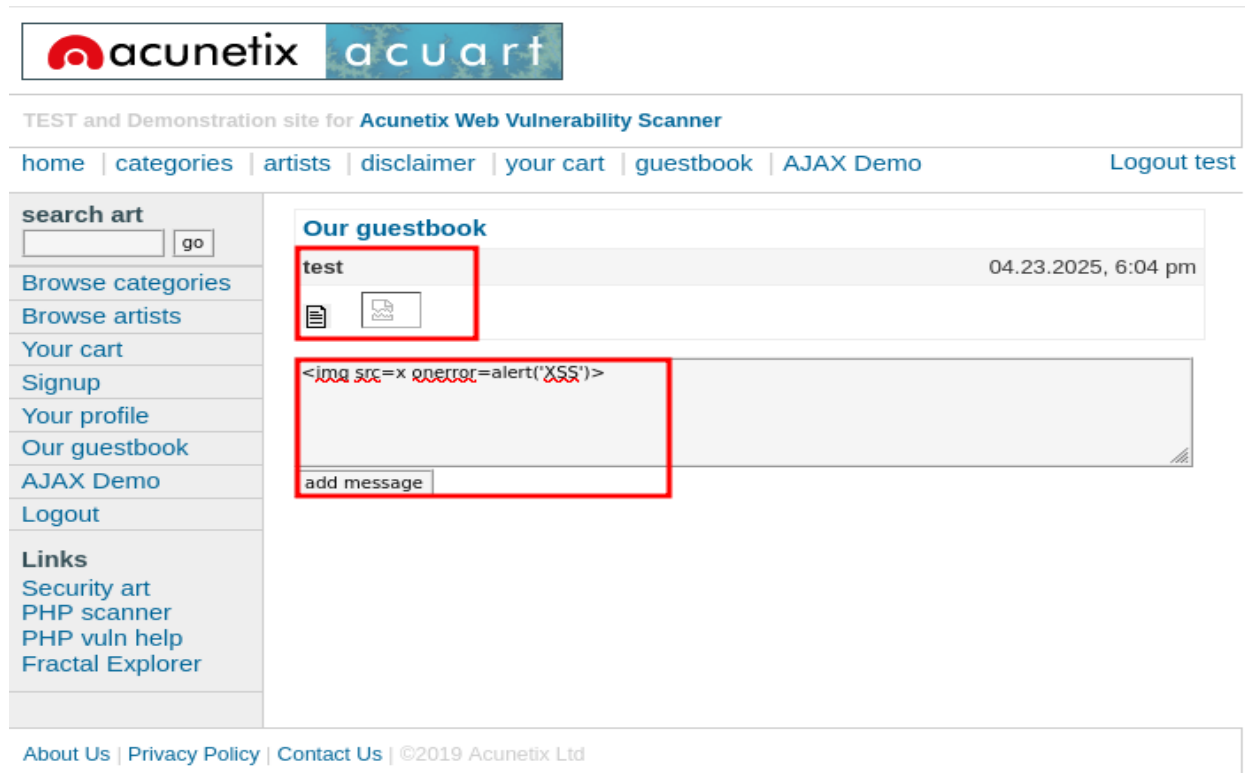 acunetix acuart
TEST and Demonstration site for Acunetix Web Vulnerability Scanner
home | categories | artists | disclaimer | your cart | guestbook | AJAX Demo Logout test
search art
go
Browse categories
Browse artists
Your cart
Signup
Your profile
Our guestbook
AJAX Demo
Logout
Links
Security art
PHP scanner
PHP vuln help
Fractal Explorer
Our guestbook
test 04.23.2025, 6:04 pm
<img src=x onerror=alert('XSS')>
add message
About Us | Privacy Policy | Contact Us | ©2019 Acunetix Ltd